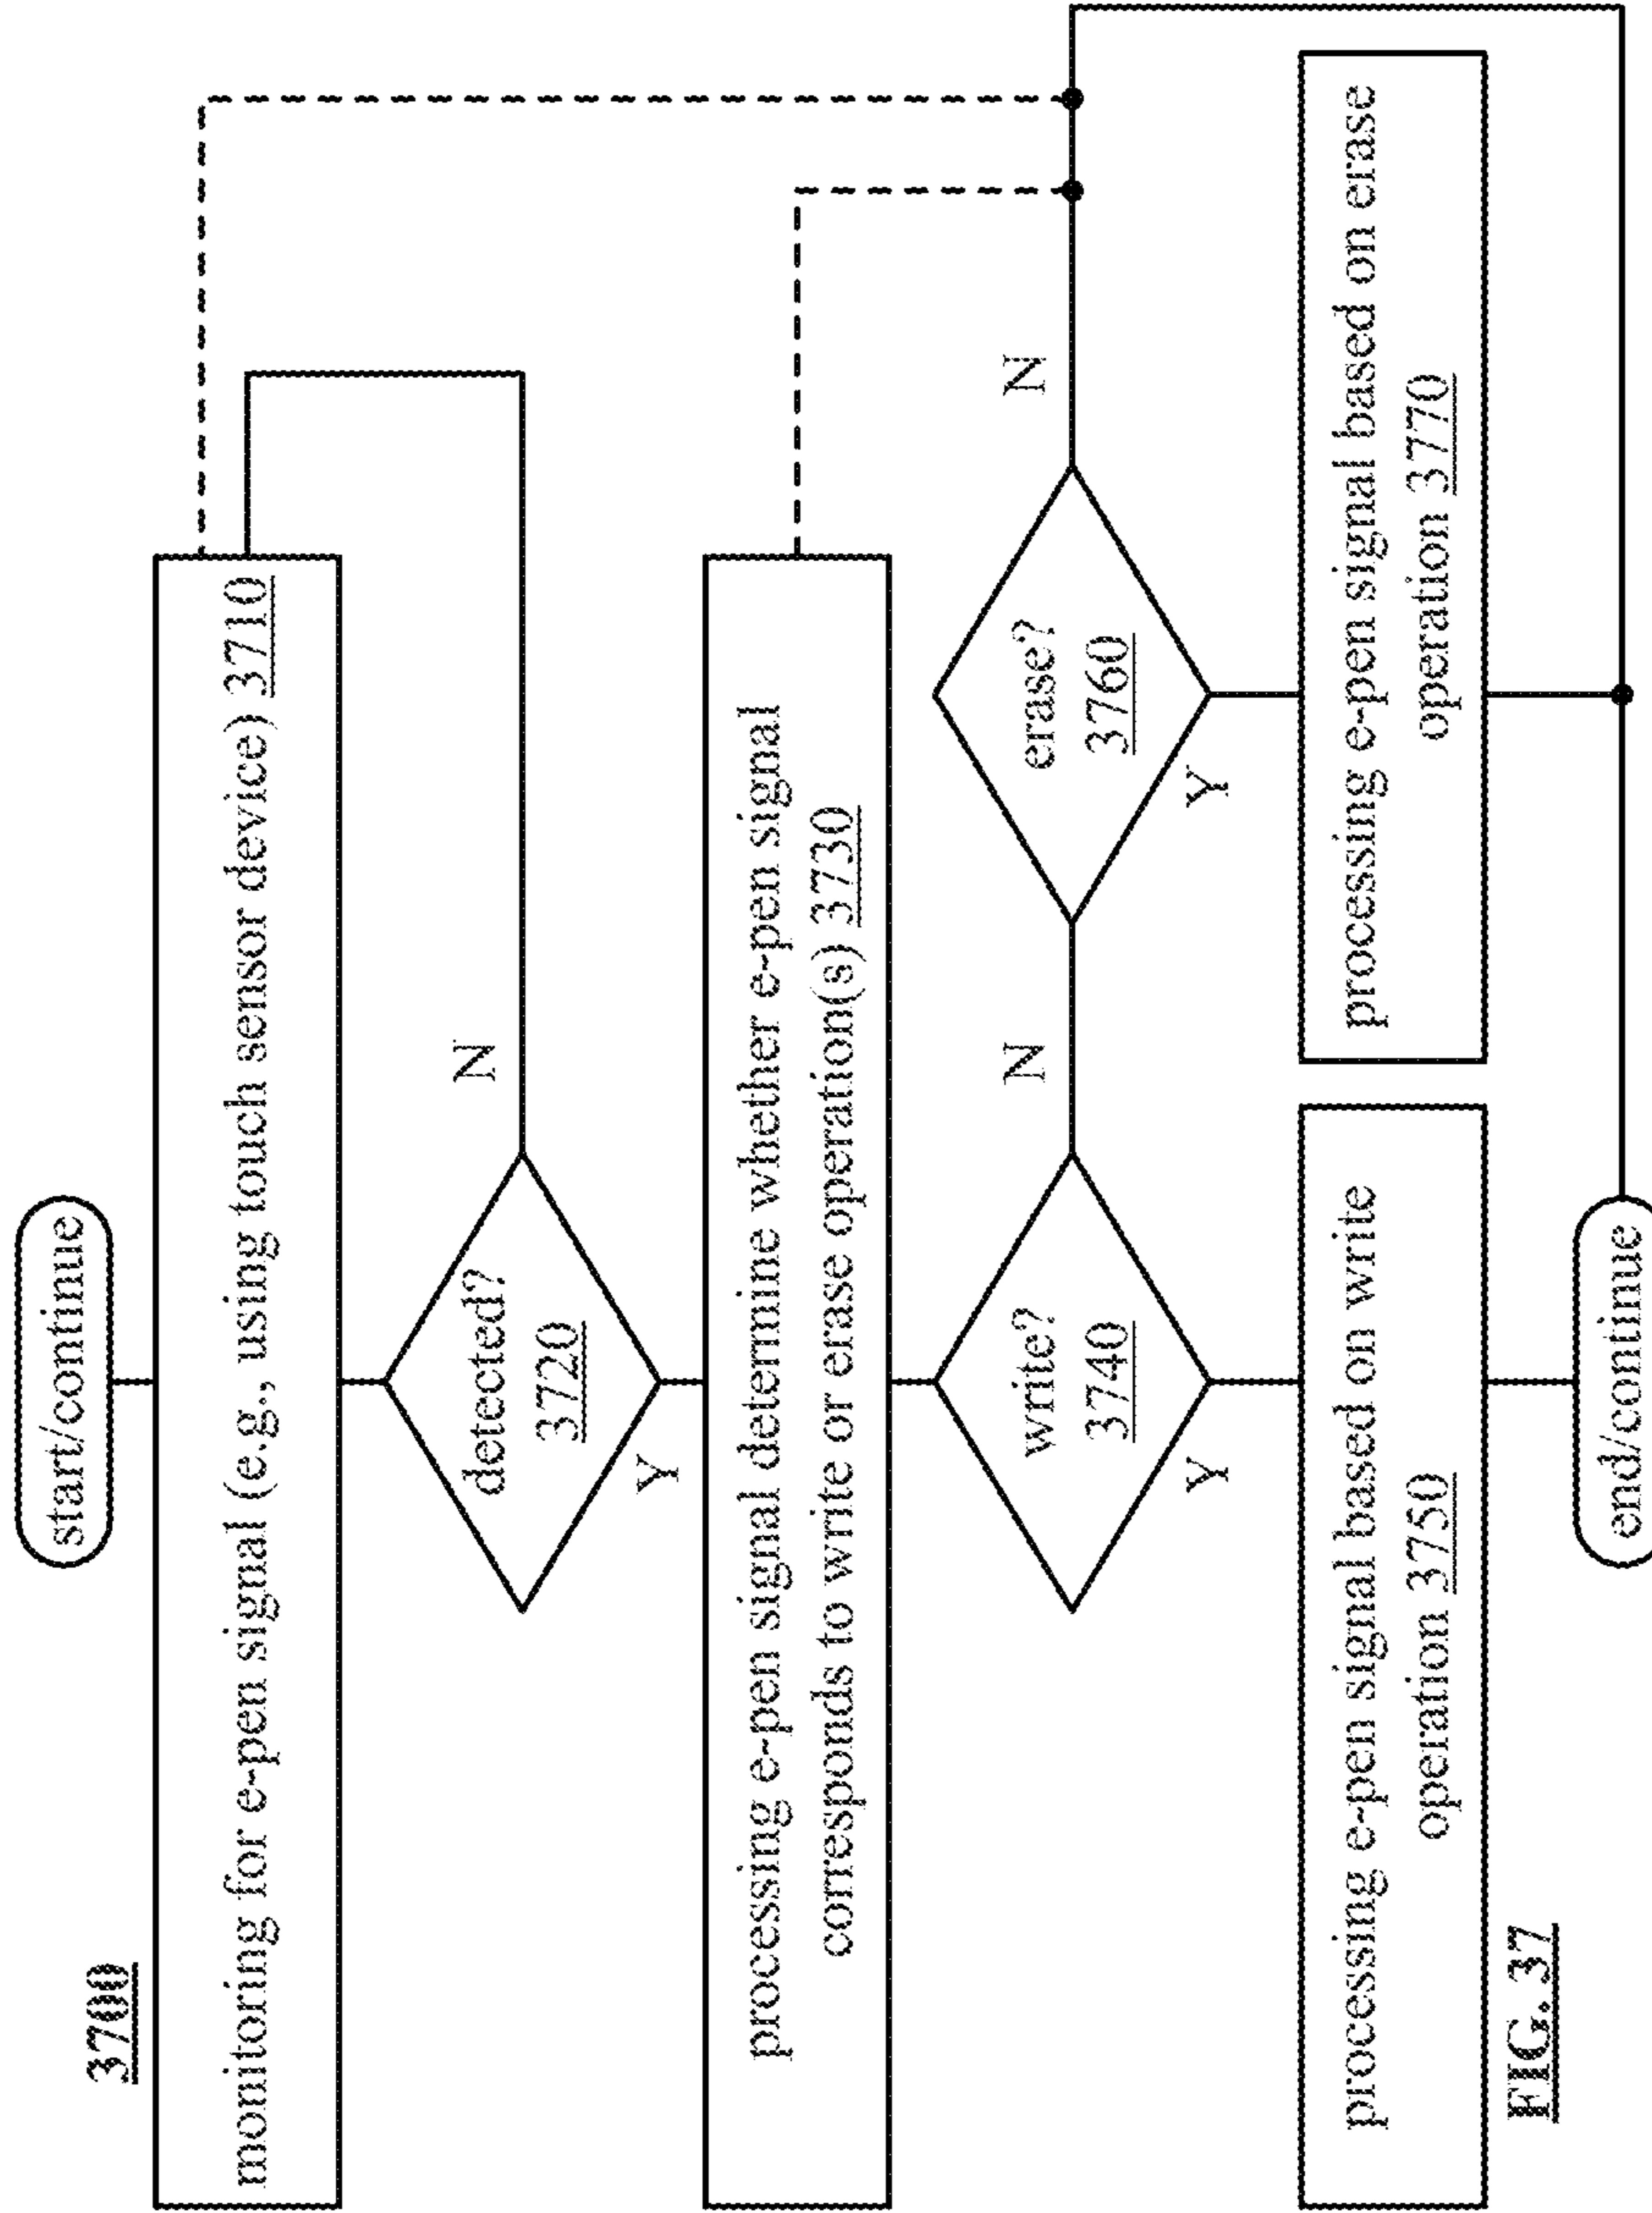 3700
start/continue
monitoring for e-pen signal (e.g., using touch sensor device) 3710
detected?
3720
N
Y
processing e-pen signal determine whether e-pen signal
corresponds to write or erase operation(s) 3730
write?
3740
N
Y
erase?
3760
N
Y
processing e-pen signal based on write
operation 3750
processing e-pen signal based on erase
operation 3770
end/continue
FIG. 37